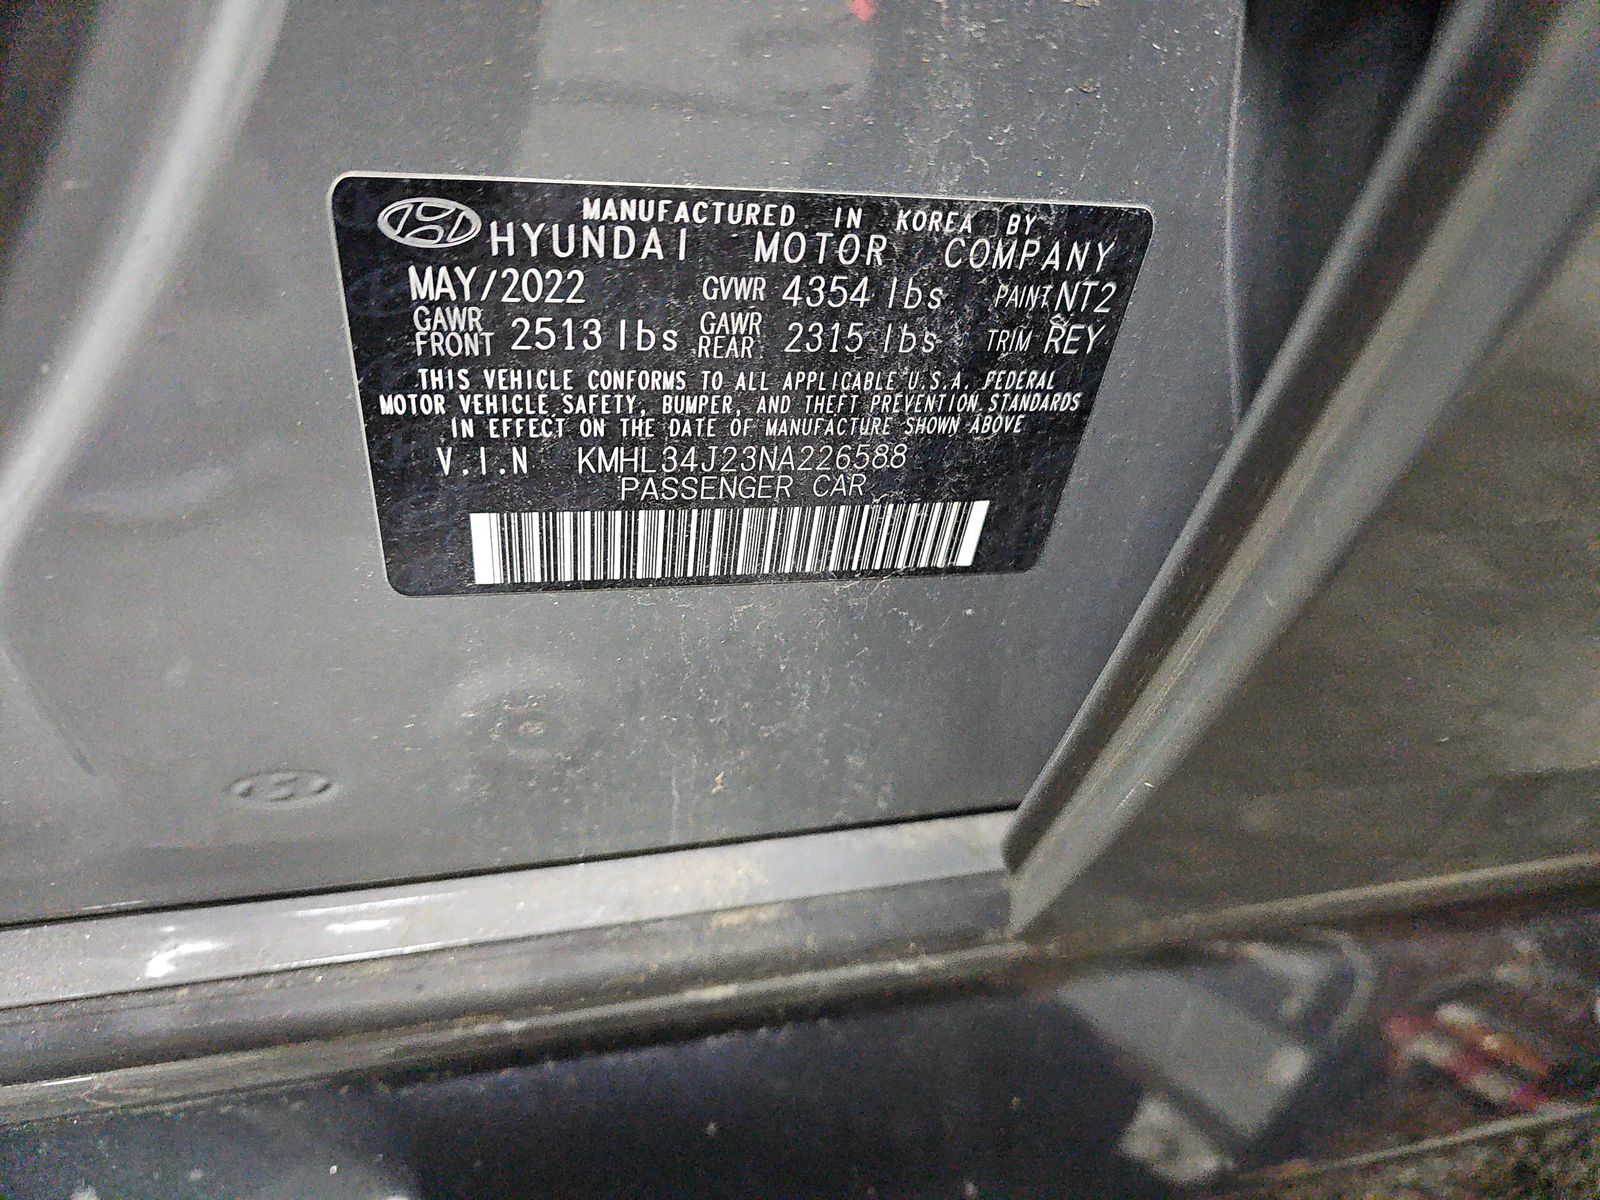 MANUFACTURED IN KOREA BY
HYUNDAI MOTOR COMPANY
MAY/2022 GVWR 4354 lbs PAINT NT2
GAWR FRONT 2513 lbs GAWR REAR 2315 lbs TRIM REY
THIS VEHICLE CONFORMS TO ALL APPLICABLE U.S.A. FEDERAL
MOTOR VEHICLE SAFETY, BUMPER, AND THEFT PREVENTION STANDARDS
IN EFFECT ON THE DATE OF MANUFACTURE SHOWN ABOVE
V.I.N KMHL34J23NA226588
PASSENGER CAR